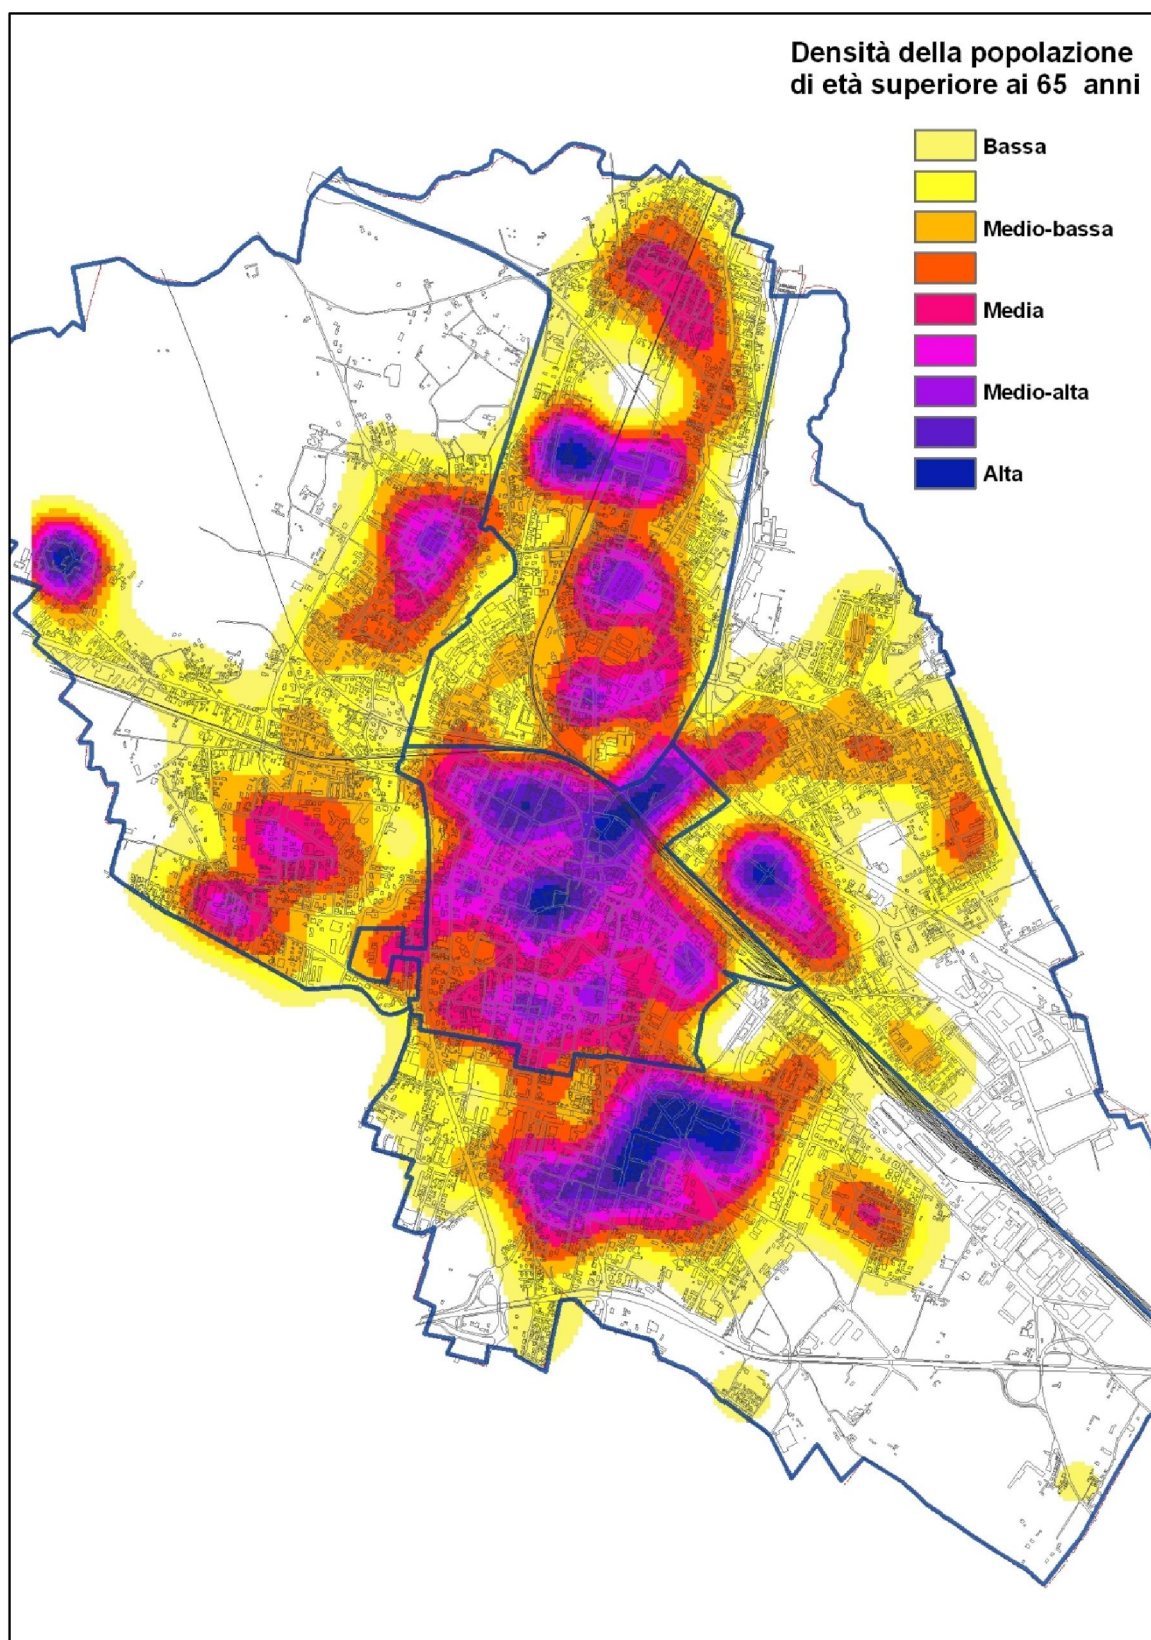 Densità della popolazione
di età superiore ai 65 anni
Bassa
Medio-bassa
Media
Medio-alta
Alta